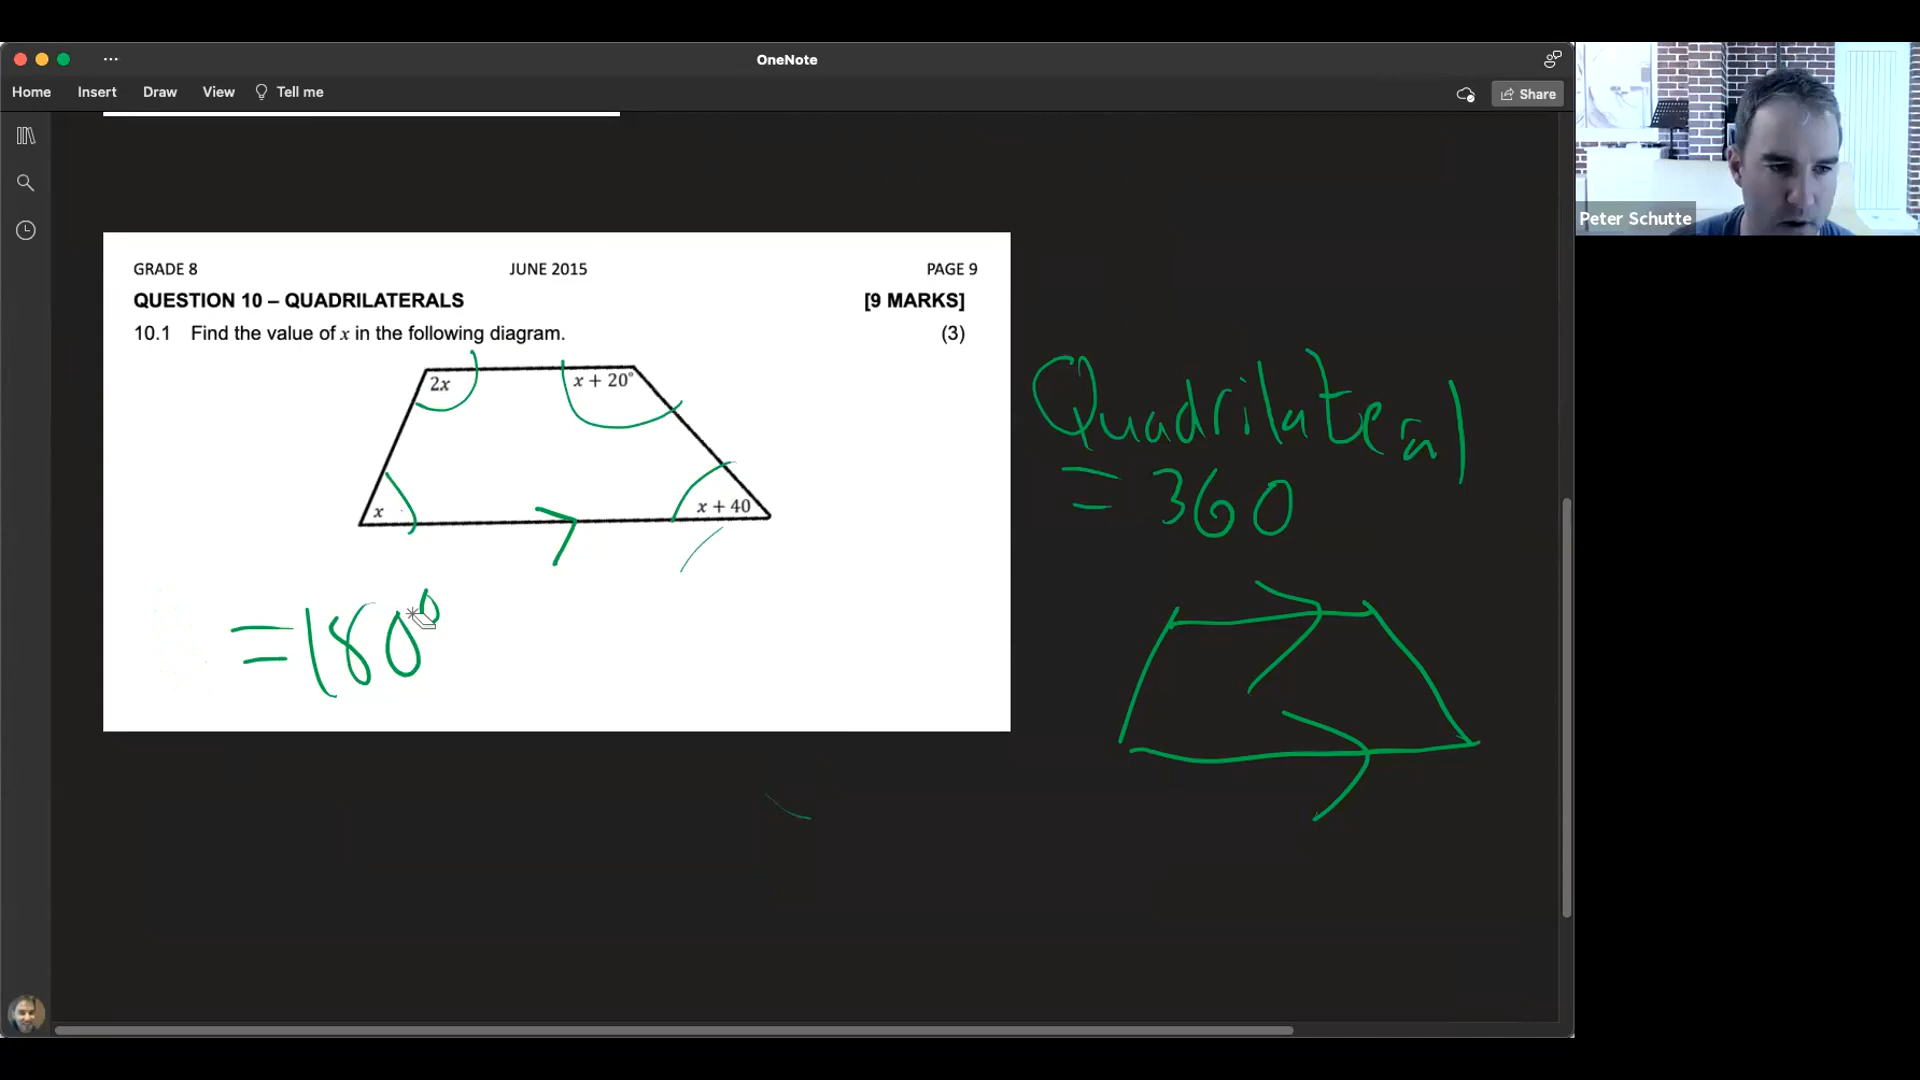 OneNote
Home Insert Draw View Tell me
Share
Peter Schutte
GRADE 8 JUNE 2015 PAGE 9
QUESTION 10 – QUADRILATERALS [9 MARKS]
10.1 Find the value of x in the following diagram. (3)
2x x + 20°
x x + 40
=180°
Quadrilateral
= 360